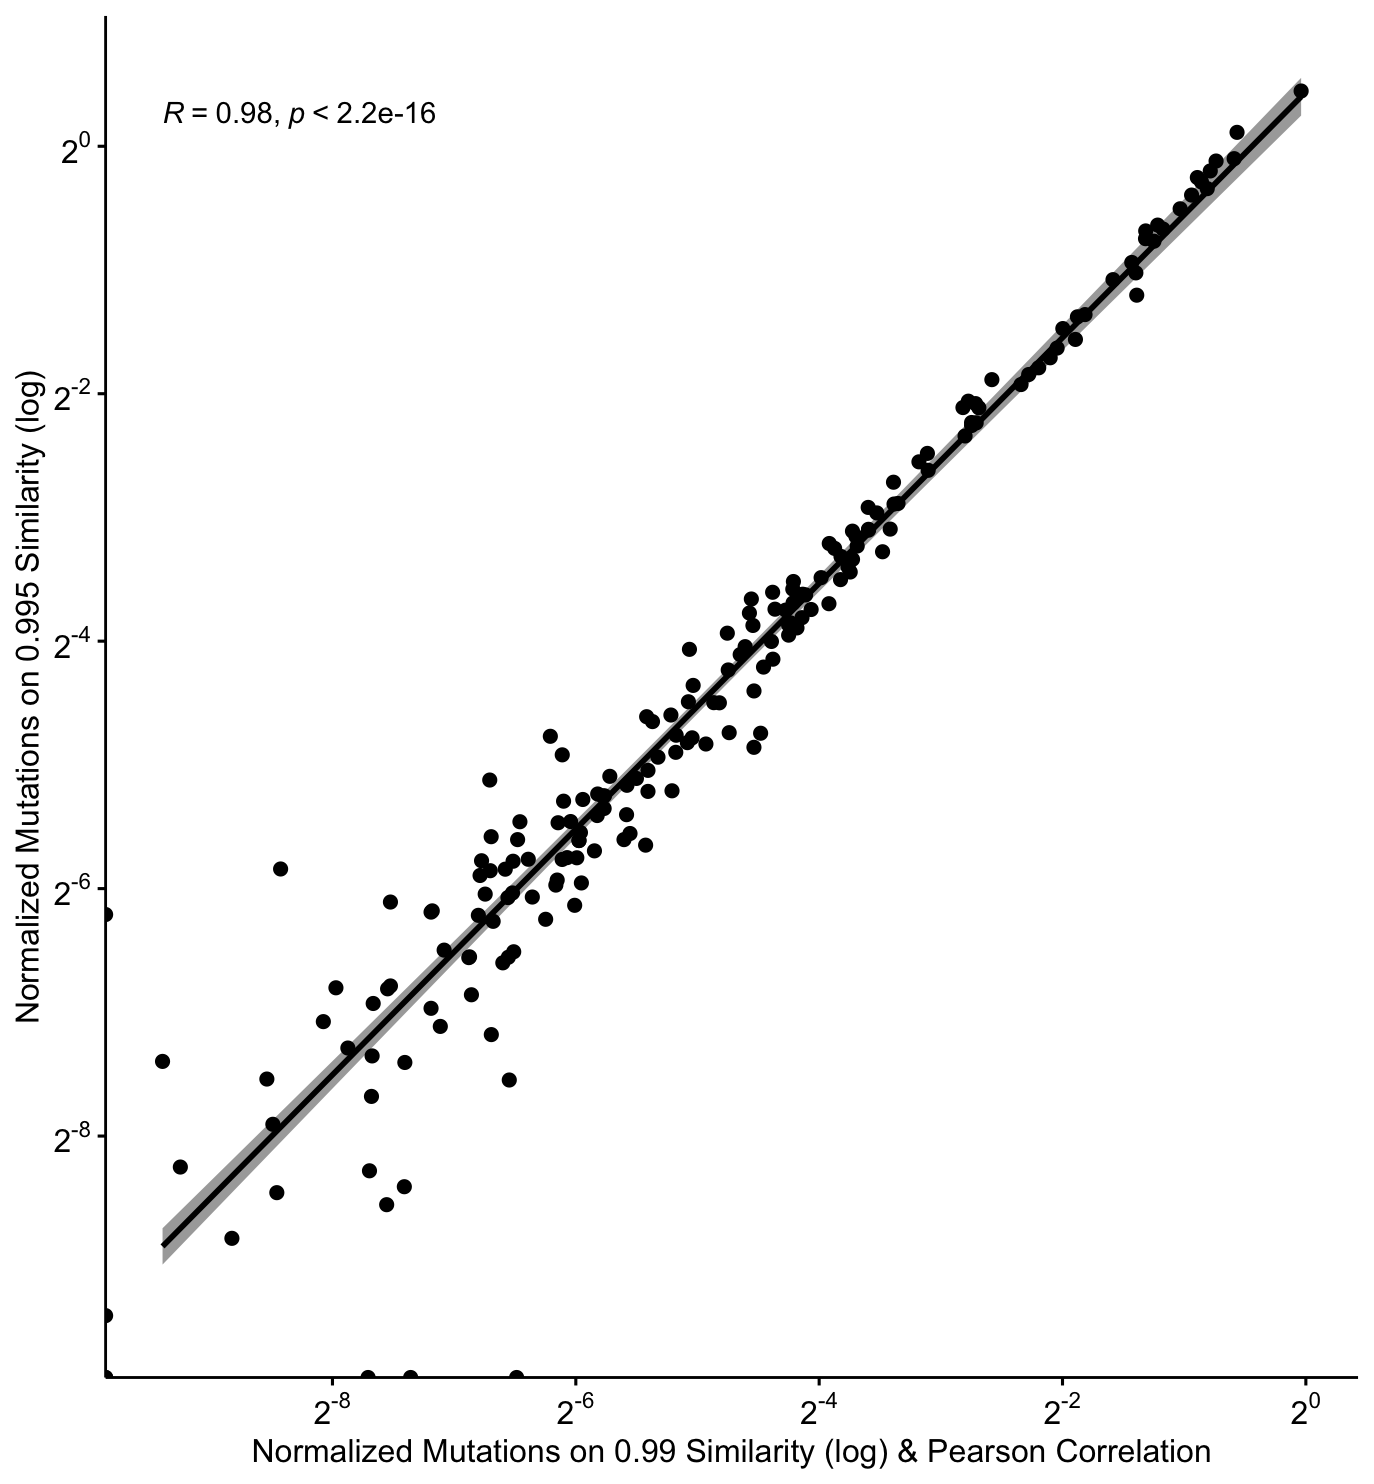 R = 0.98, p < 2.2e-16
2^0
2^-2
2^-4
2^-6
2^-8
Normalized Mutations on 0.995 Similarity (log)
2^-8 2^-6 2^-4 2^-2 2^0
Normalized Mutations on 0.99 Similarity (log) & Pearson Correlation